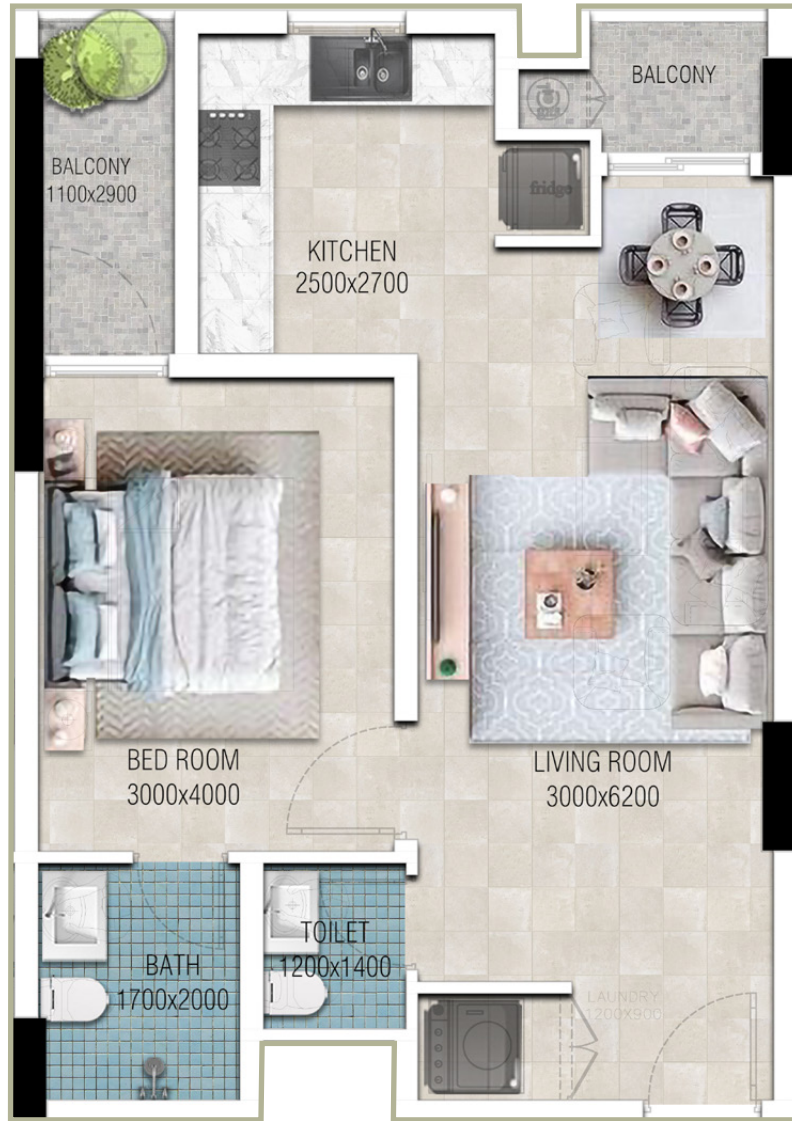 BALCONY
BALCONY
1100x2900
fridge
KITCHEN
2500x2700
BED ROOM
3000x4000
LIVING ROOM
3000x6200
TOILET
1200x1400
BATH
1700x2000
LAUNDRY
1200x900